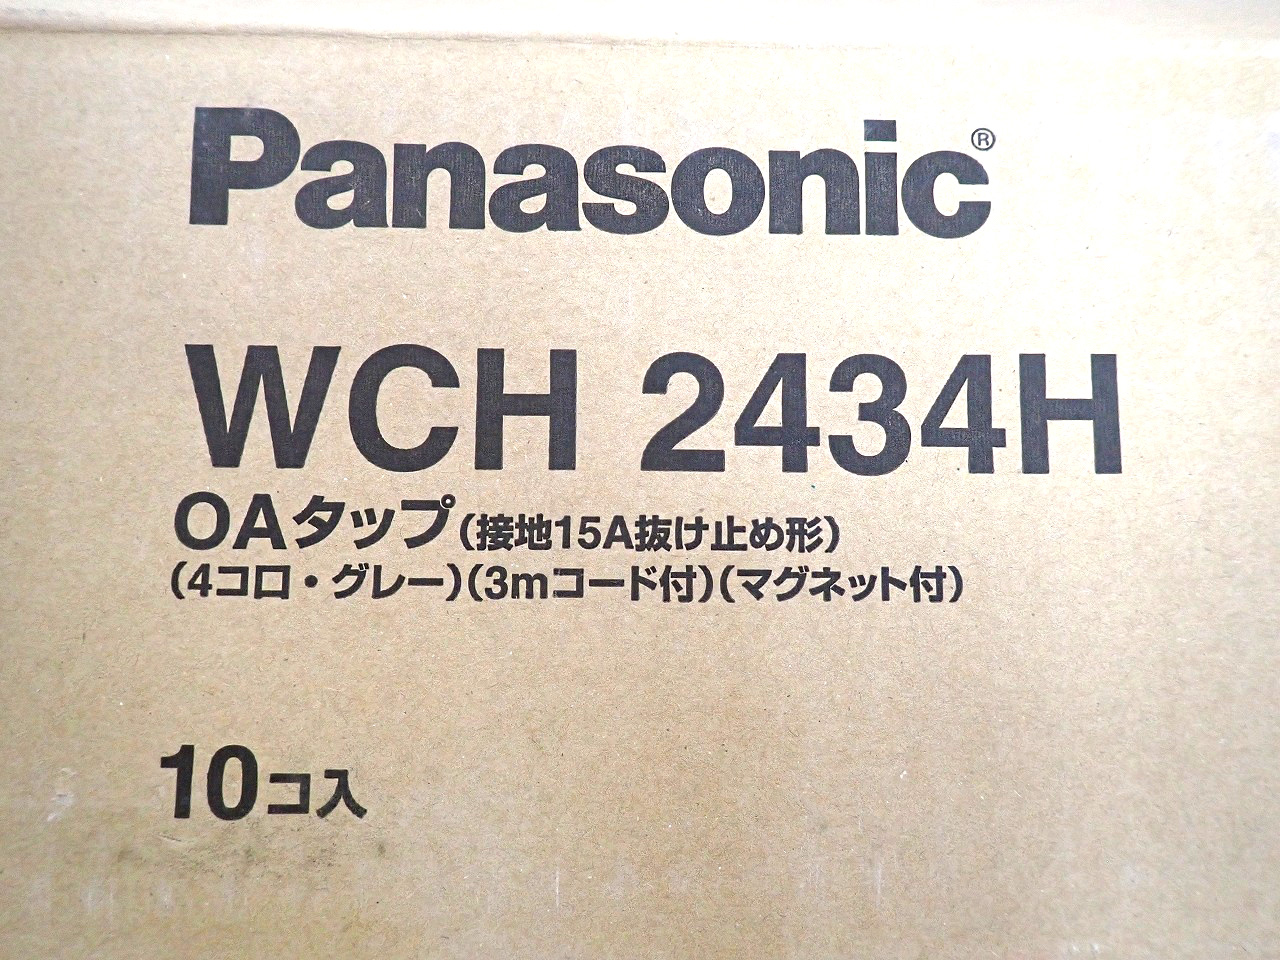 Panasonic®
WCH 2434H
OAタップ(接地15A抜け止め形)
(4コ口・グレー)(3mコード付)(マグネット付)
10コ入